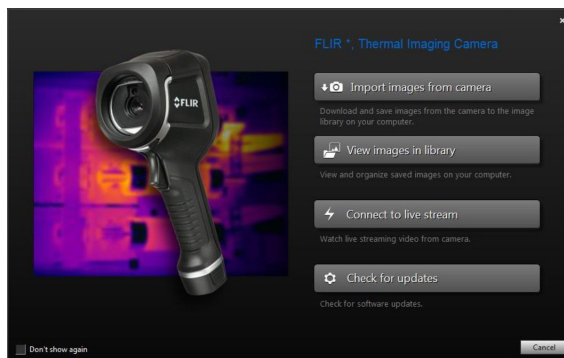 FLIR *, Thermal Imaging Camera
FLIR
Import images from camera
Download and save images from the camera to the image
library on your computer.
View images in library
View and organize saved images on your computer.
Connect to live stream
Watch live streaming video from camera.
Check for updates
Check for software updates.
Don't show again
Cancel